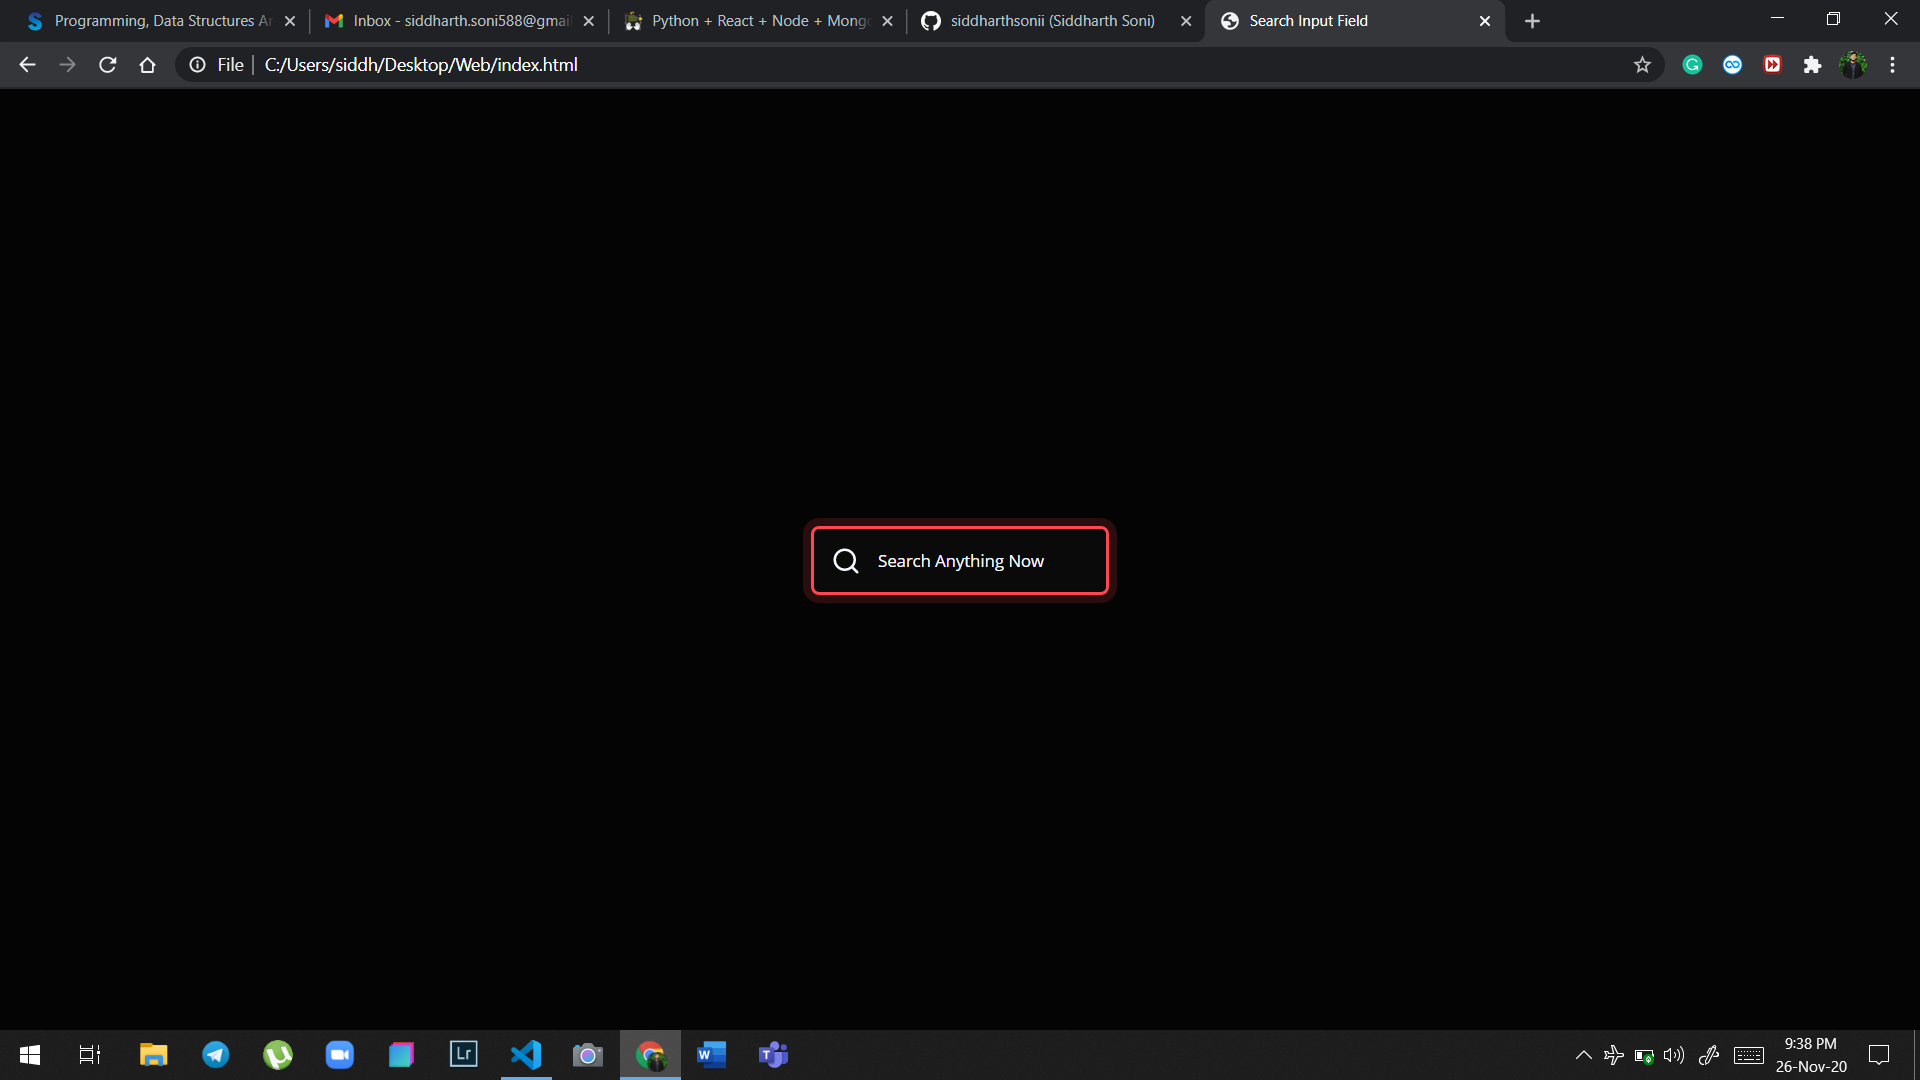 Programming, Data Structures Ar
Inbox - siddharth.soni588@gmail
Python + React + Node + Mongo
siddharthsonii (Siddharth Soni)
Search Input Field
File
C:/Users/siddh/Desktop/Web/index.html
Search Anything Now
Lr
9:38 PM
26-Nov-20